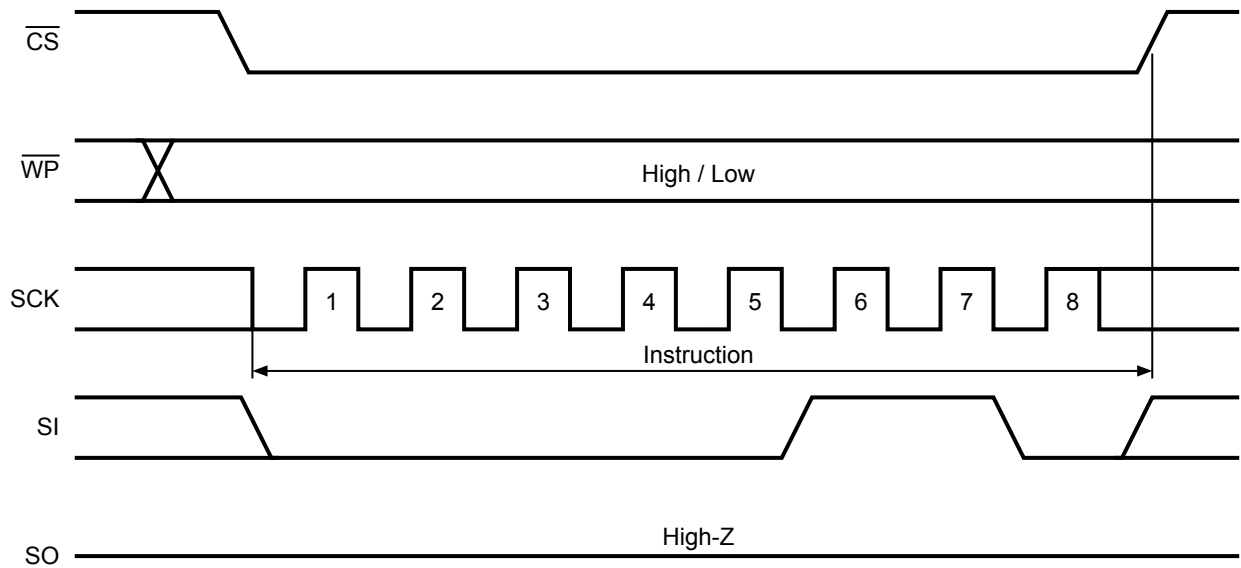 CS
WP
High / Low
SCK
1 2 3 4 5 6 7 8
Instruction
SI
High-Z
SO